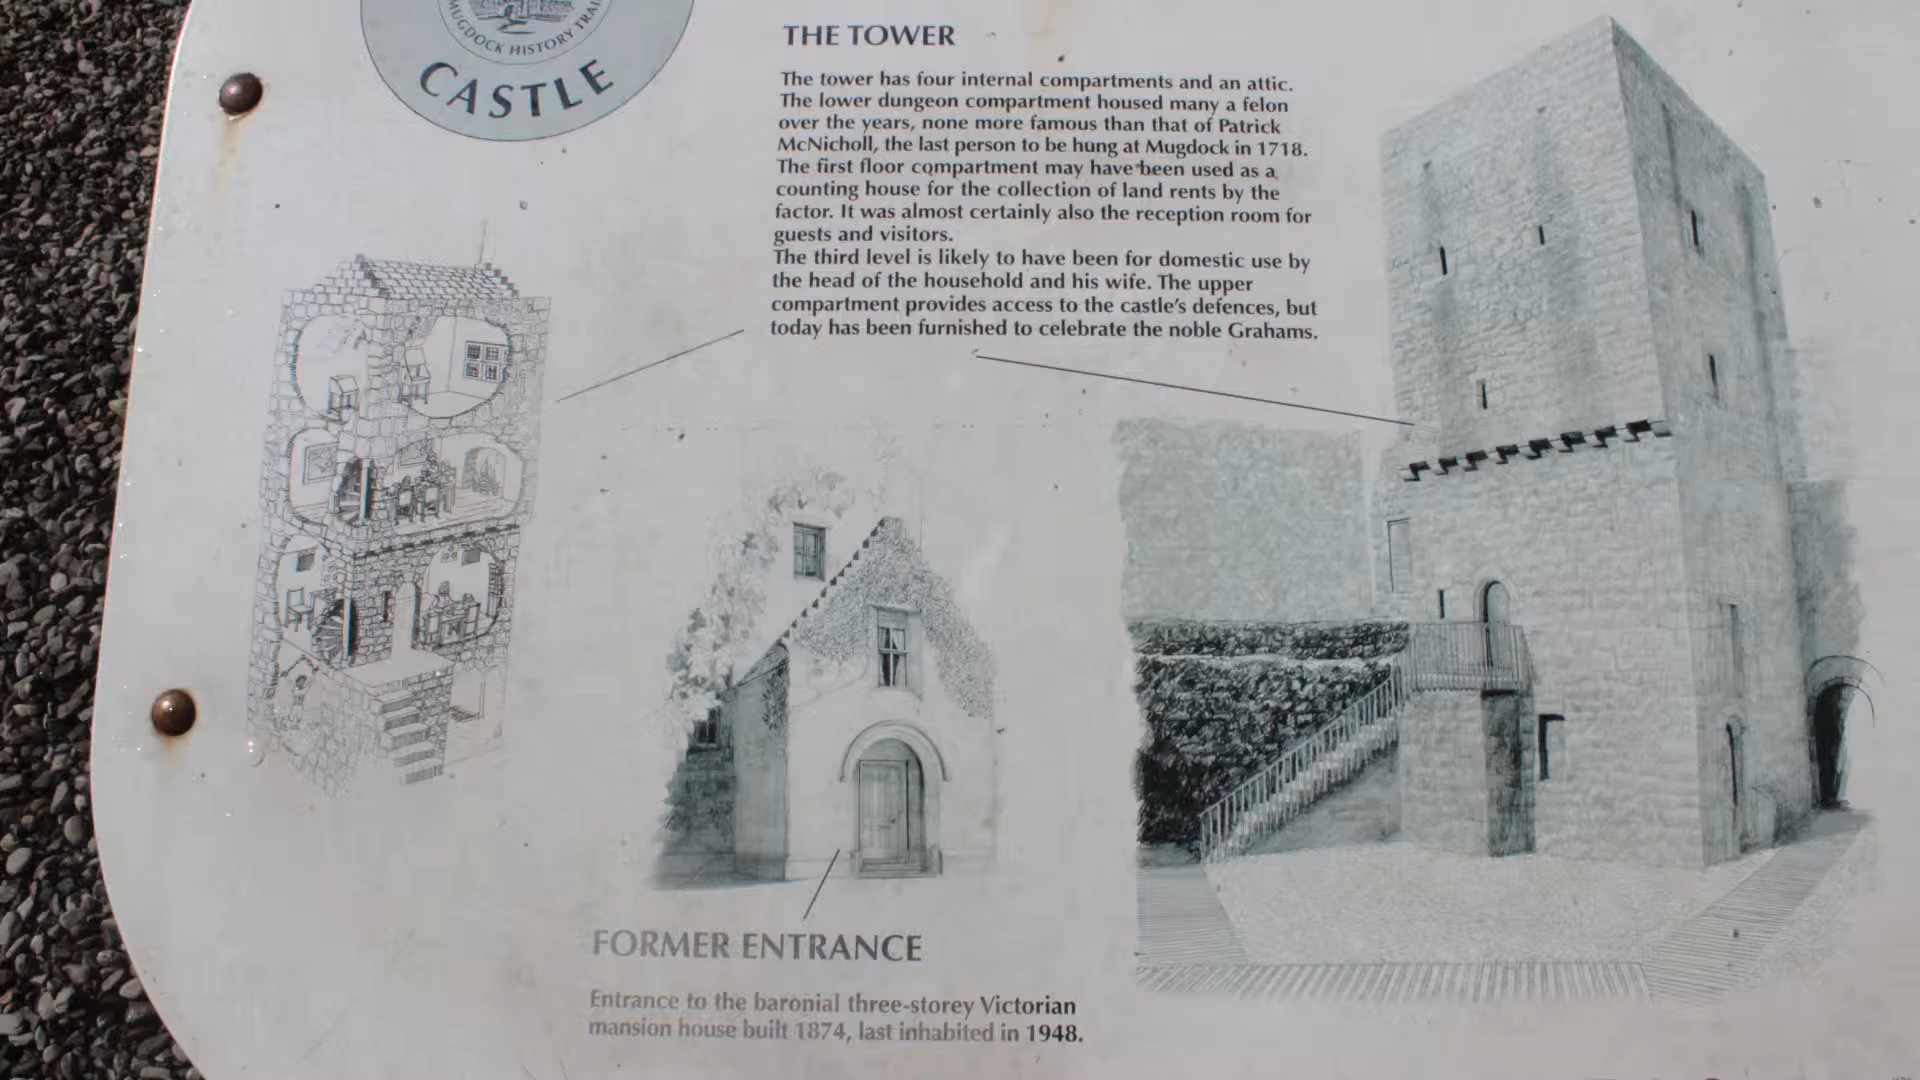 MUGDOCK HISTORY TRAIL
CASTLE
THE TOWER
The tower has four internal compartments and an attic.
The lower dungeon compartment housed many a felon
over the years, none more famous than that of Patrick
McNicholl, the last person to be hung at Mugdock in 1718.
The first floor compartment may have been used as a
counting house for the collection of land rents by the
factor. It was almost certainly also the reception room for
guests and visitors.
The third level is likely to have been for domestic use by
the head of the household and his wife. The upper
compartment provides access to the castle's defences, but
today has been furnished to celebrate the noble Grahams.
FORMER ENTRANCE
Entrance to the baronial three-storey Victorian
mansion house built 1874, last inhabited in 1948.